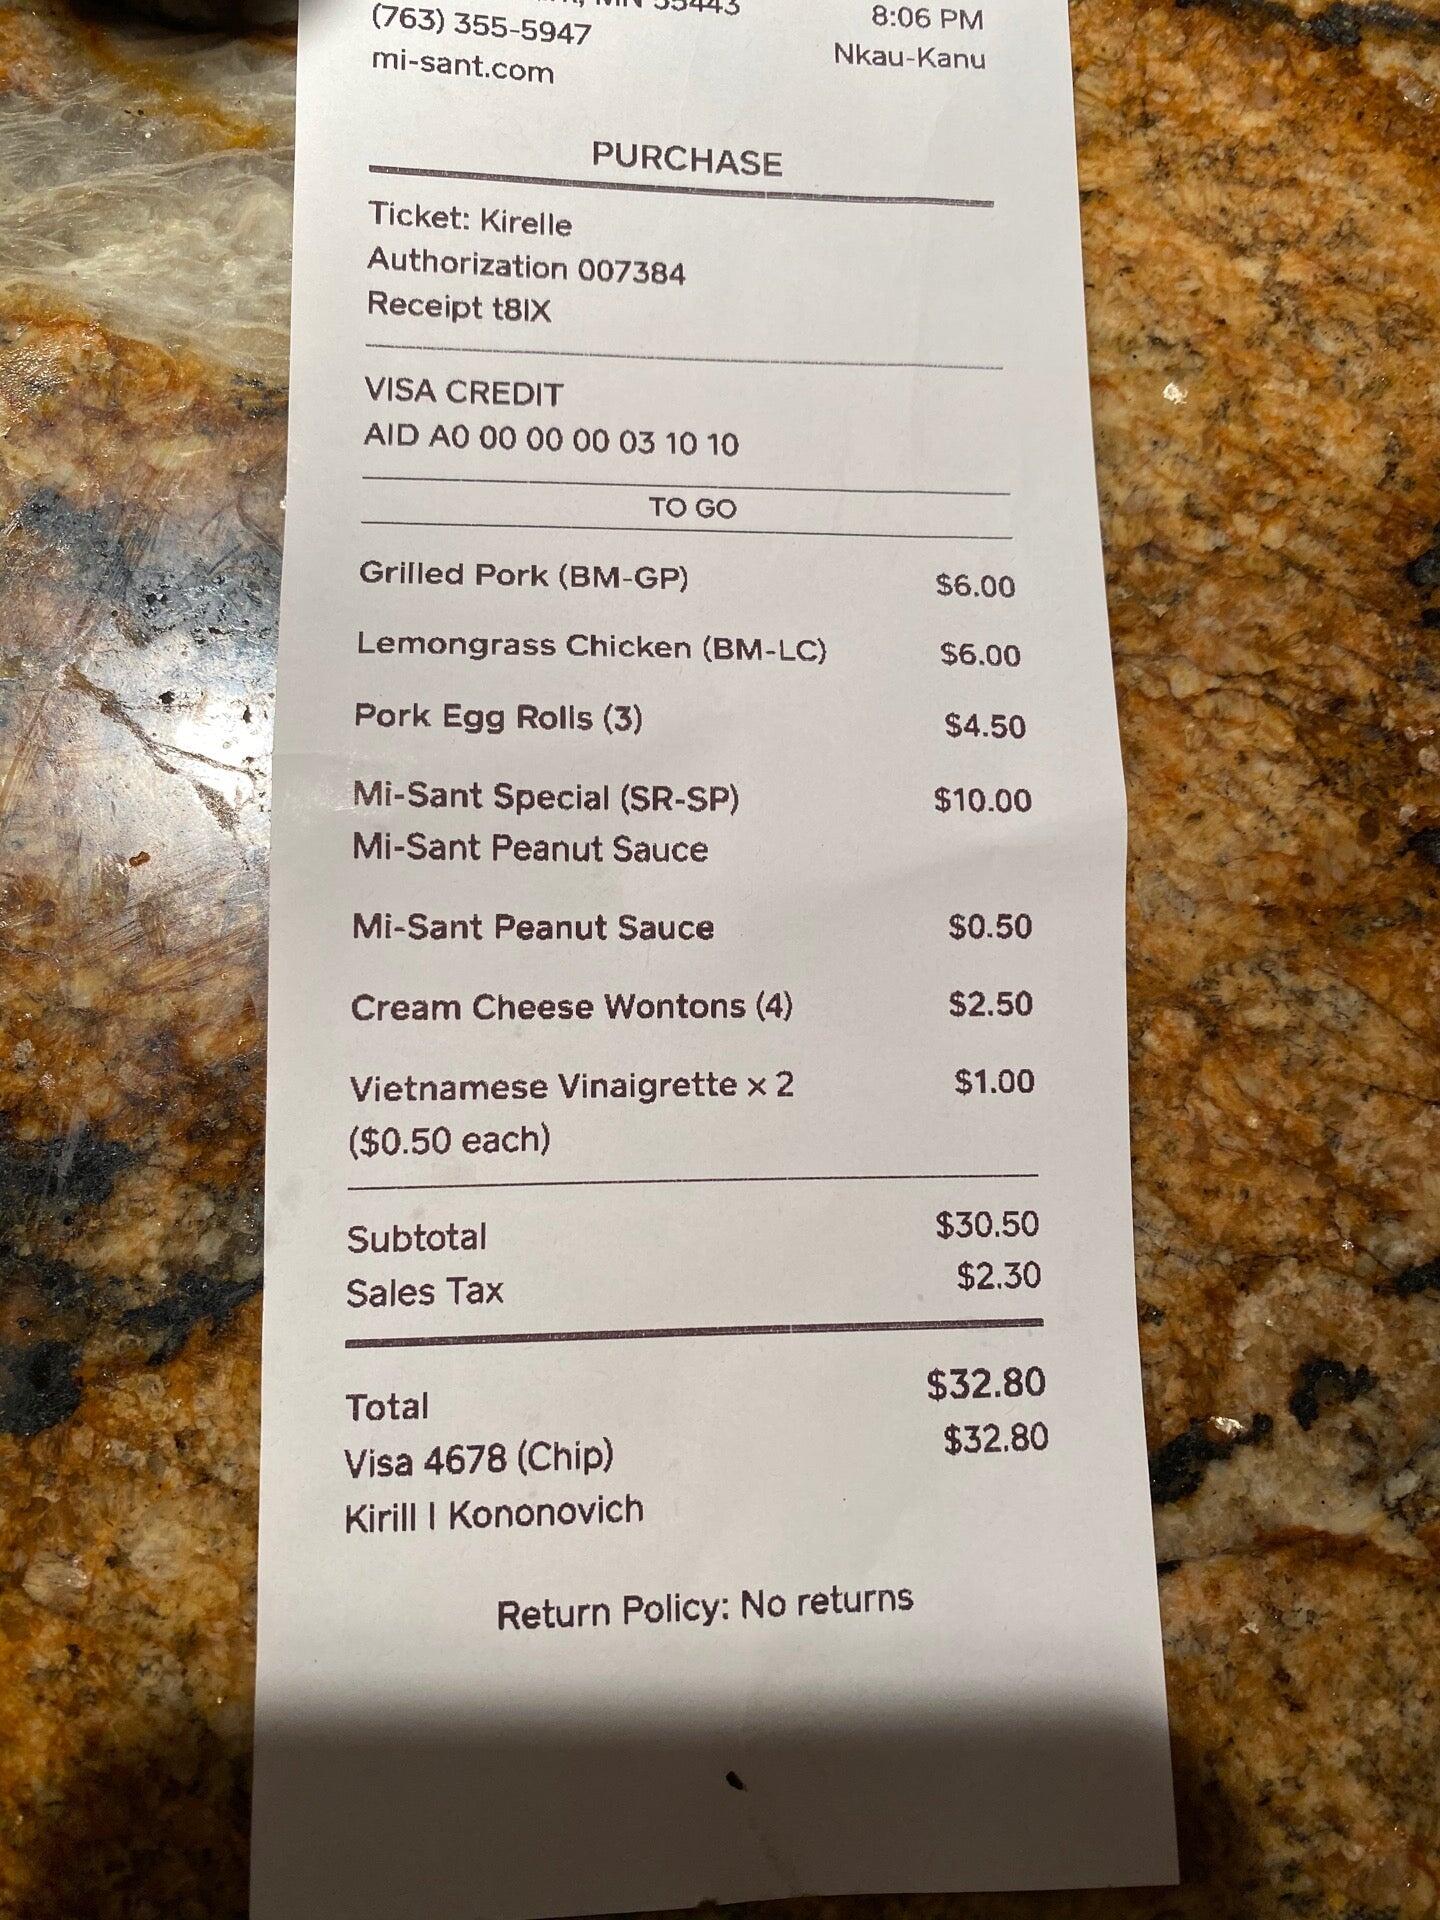 MN 55443
(763) 355-5947
8:06 PM
mi-sant.com
Nkau-Kanu
PURCHASE
Ticket: Kirelle
Authorization 007384
Receipt t8IX
VISA CREDIT
AID A0 00 00 00 03 10 10
TO GO
Grilled Pork (BM-GP) $6.00
Lemongrass Chicken (BM-LC) $6.00
Pork Egg Rolls (3) $4.50
Mi-Sant Special (SR-SP) $10.00
Mi-Sant Peanut Sauce
Mi-Sant Peanut Sauce $0.50
Cream Cheese Wontons (4) $2.50
Vietnamese Vinaigrette x 2 $1.00
($0.50 each)
Subtotal $30.50
Sales Tax $2.30
Total $32.80
Visa 4678 (Chip) $32.80
Kirill I Kononovich
Return Policy: No returns